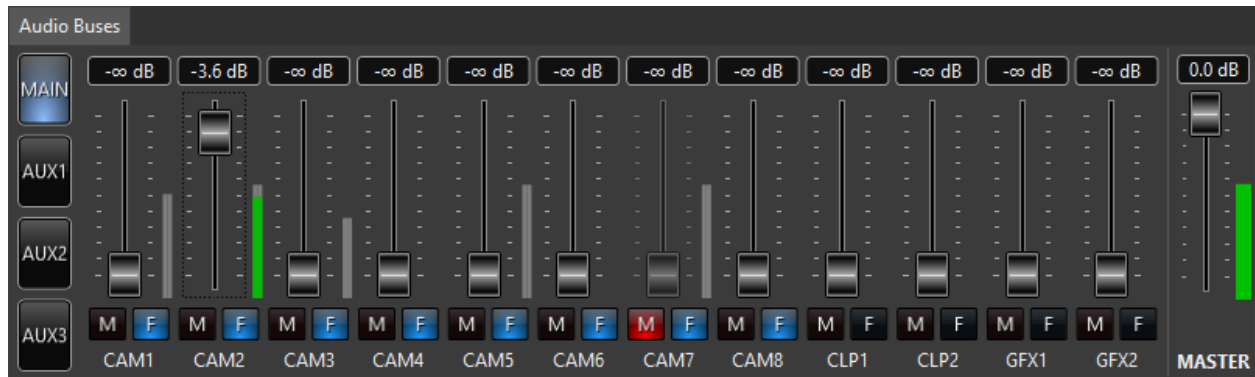 Audio Buses
MAIN
AUX1
AUX2
AUX3
-∞ dB -3.6 dB -∞ dB -∞ dB -∞ dB -∞ dB -∞ dB -∞ dB -∞ dB -∞ dB -∞ dB -∞ dB 0.0 dB
M F M F M F M F M F M F M F M F M F M F M F M F
CAM1 CAM2 CAM3 CAM4 CAM5 CAM6 CAM7 CAM8 CLP1 CLP2 GFX1 GFX2 MASTER